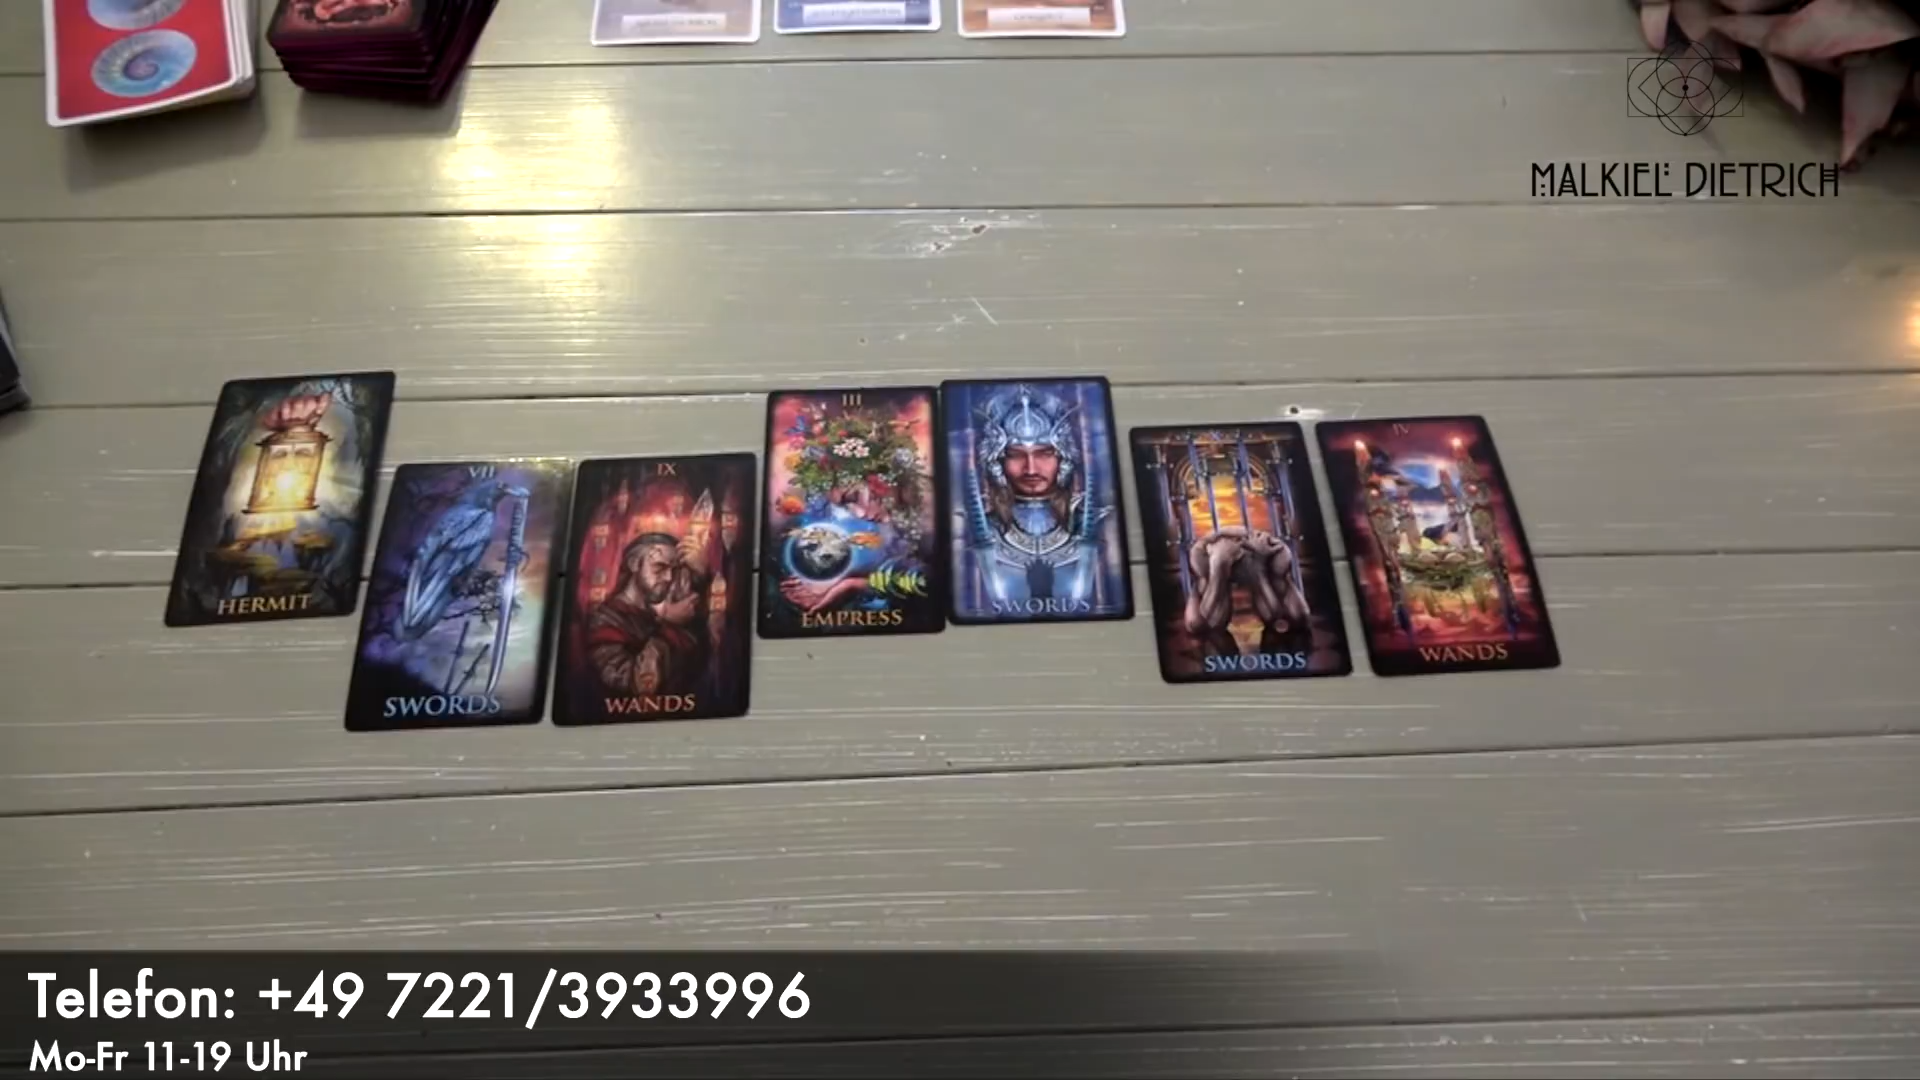 MALKIEL DIETRICH
HERMIT
VII
SWORDS
IX
WANDS
III
EMPRESS
K
SWORDS
X
SWORDS
IV
WANDS
Telefon: +49 7221/3933996
Mo-Fr 11-19 Uhr